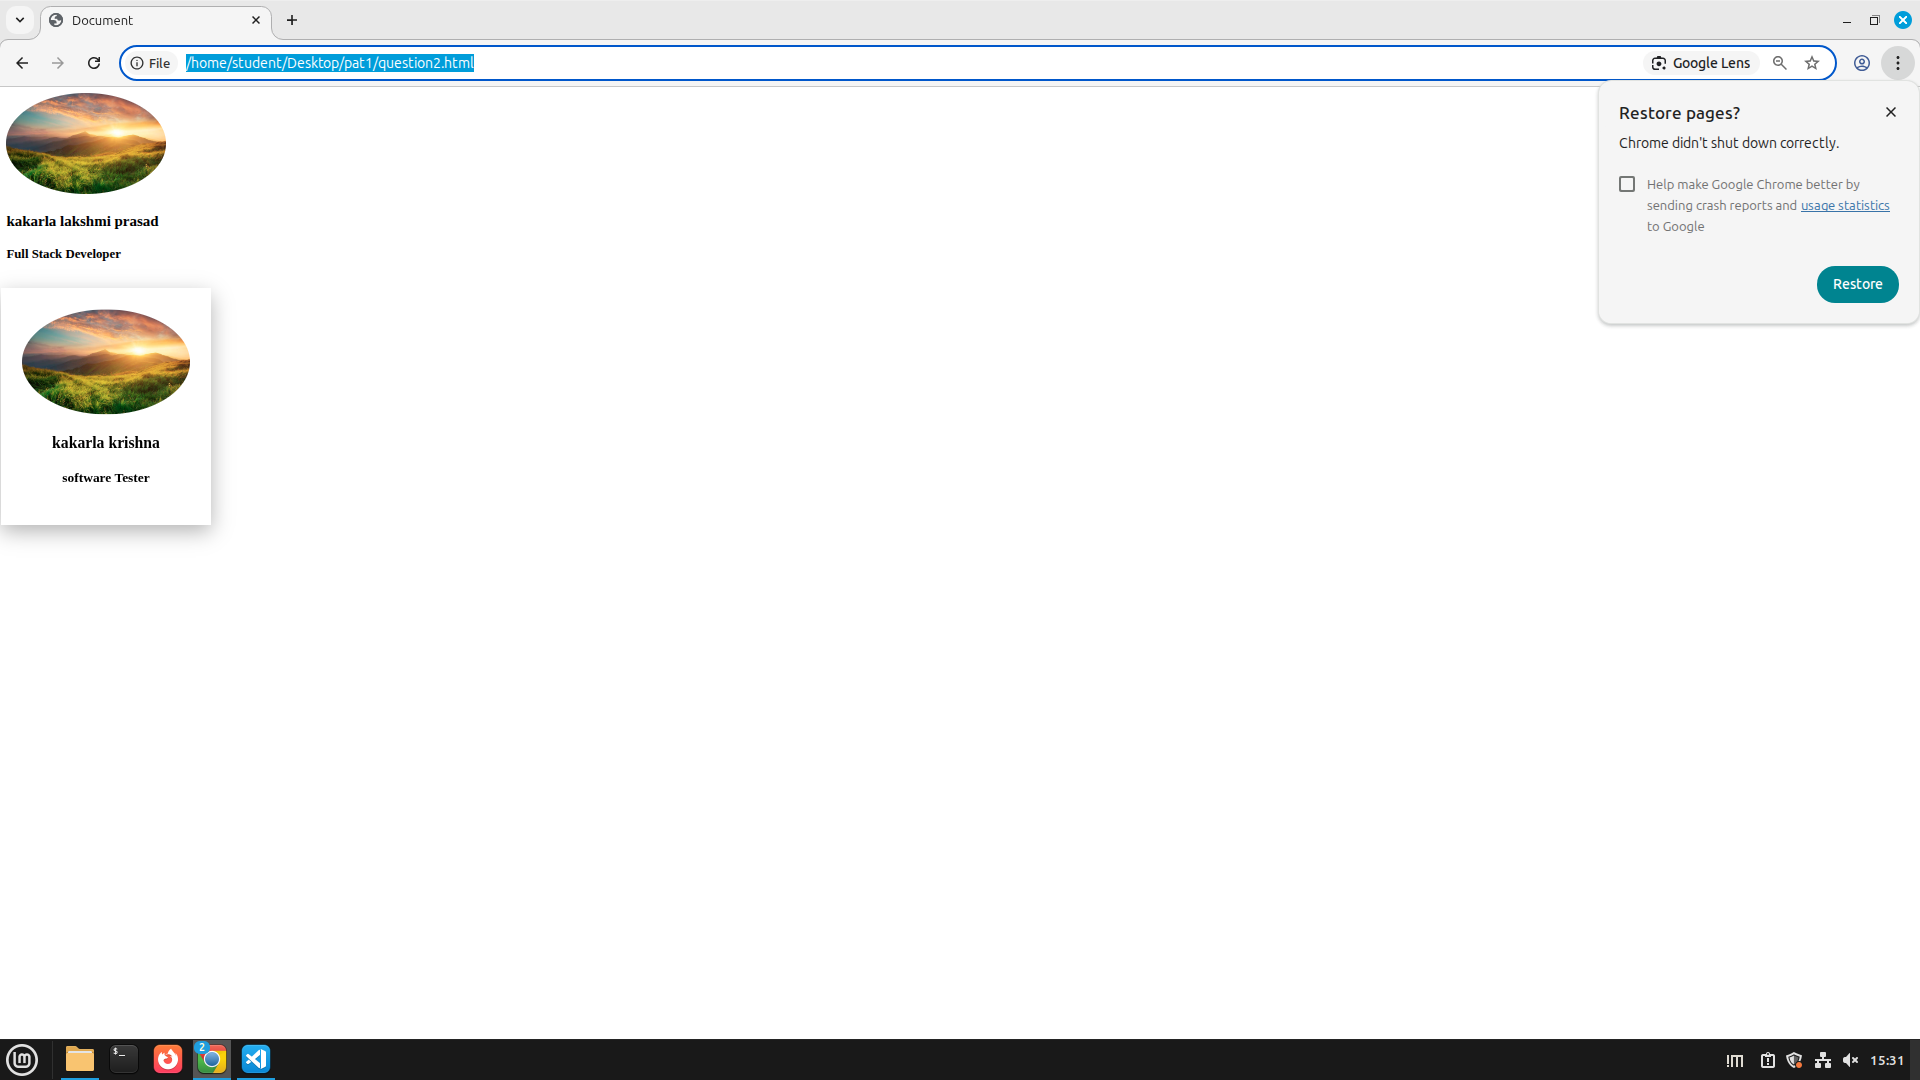 Document
File
/home/student/Desktop/pat1/question2.html
Google Lens
Restore pages?
Chrome didn't shut down correctly.
Help make Google Chrome better by
sending crash reports and usage statistics
to Google
Restore
kakarla lakshmi prasad
Full Stack Developer
kakarla krishna
software Tester
$_
2
15:31